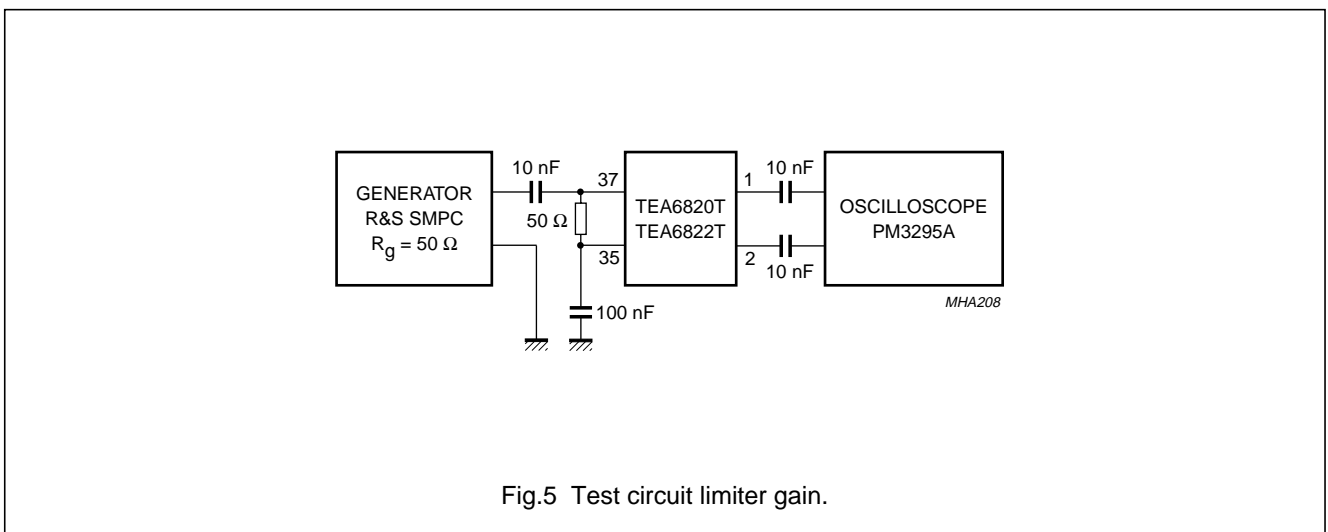 GENERATOR
R&S SMPC
Rg = 50 Ω
10 nF
50 Ω
37
35
100 nF
TEA6820T
TEA6822T
1
2
10 nF
10 nF
OSCILLOSCOPE
PM3295A
MHA208
Fig.5 Test circuit limiter gain.